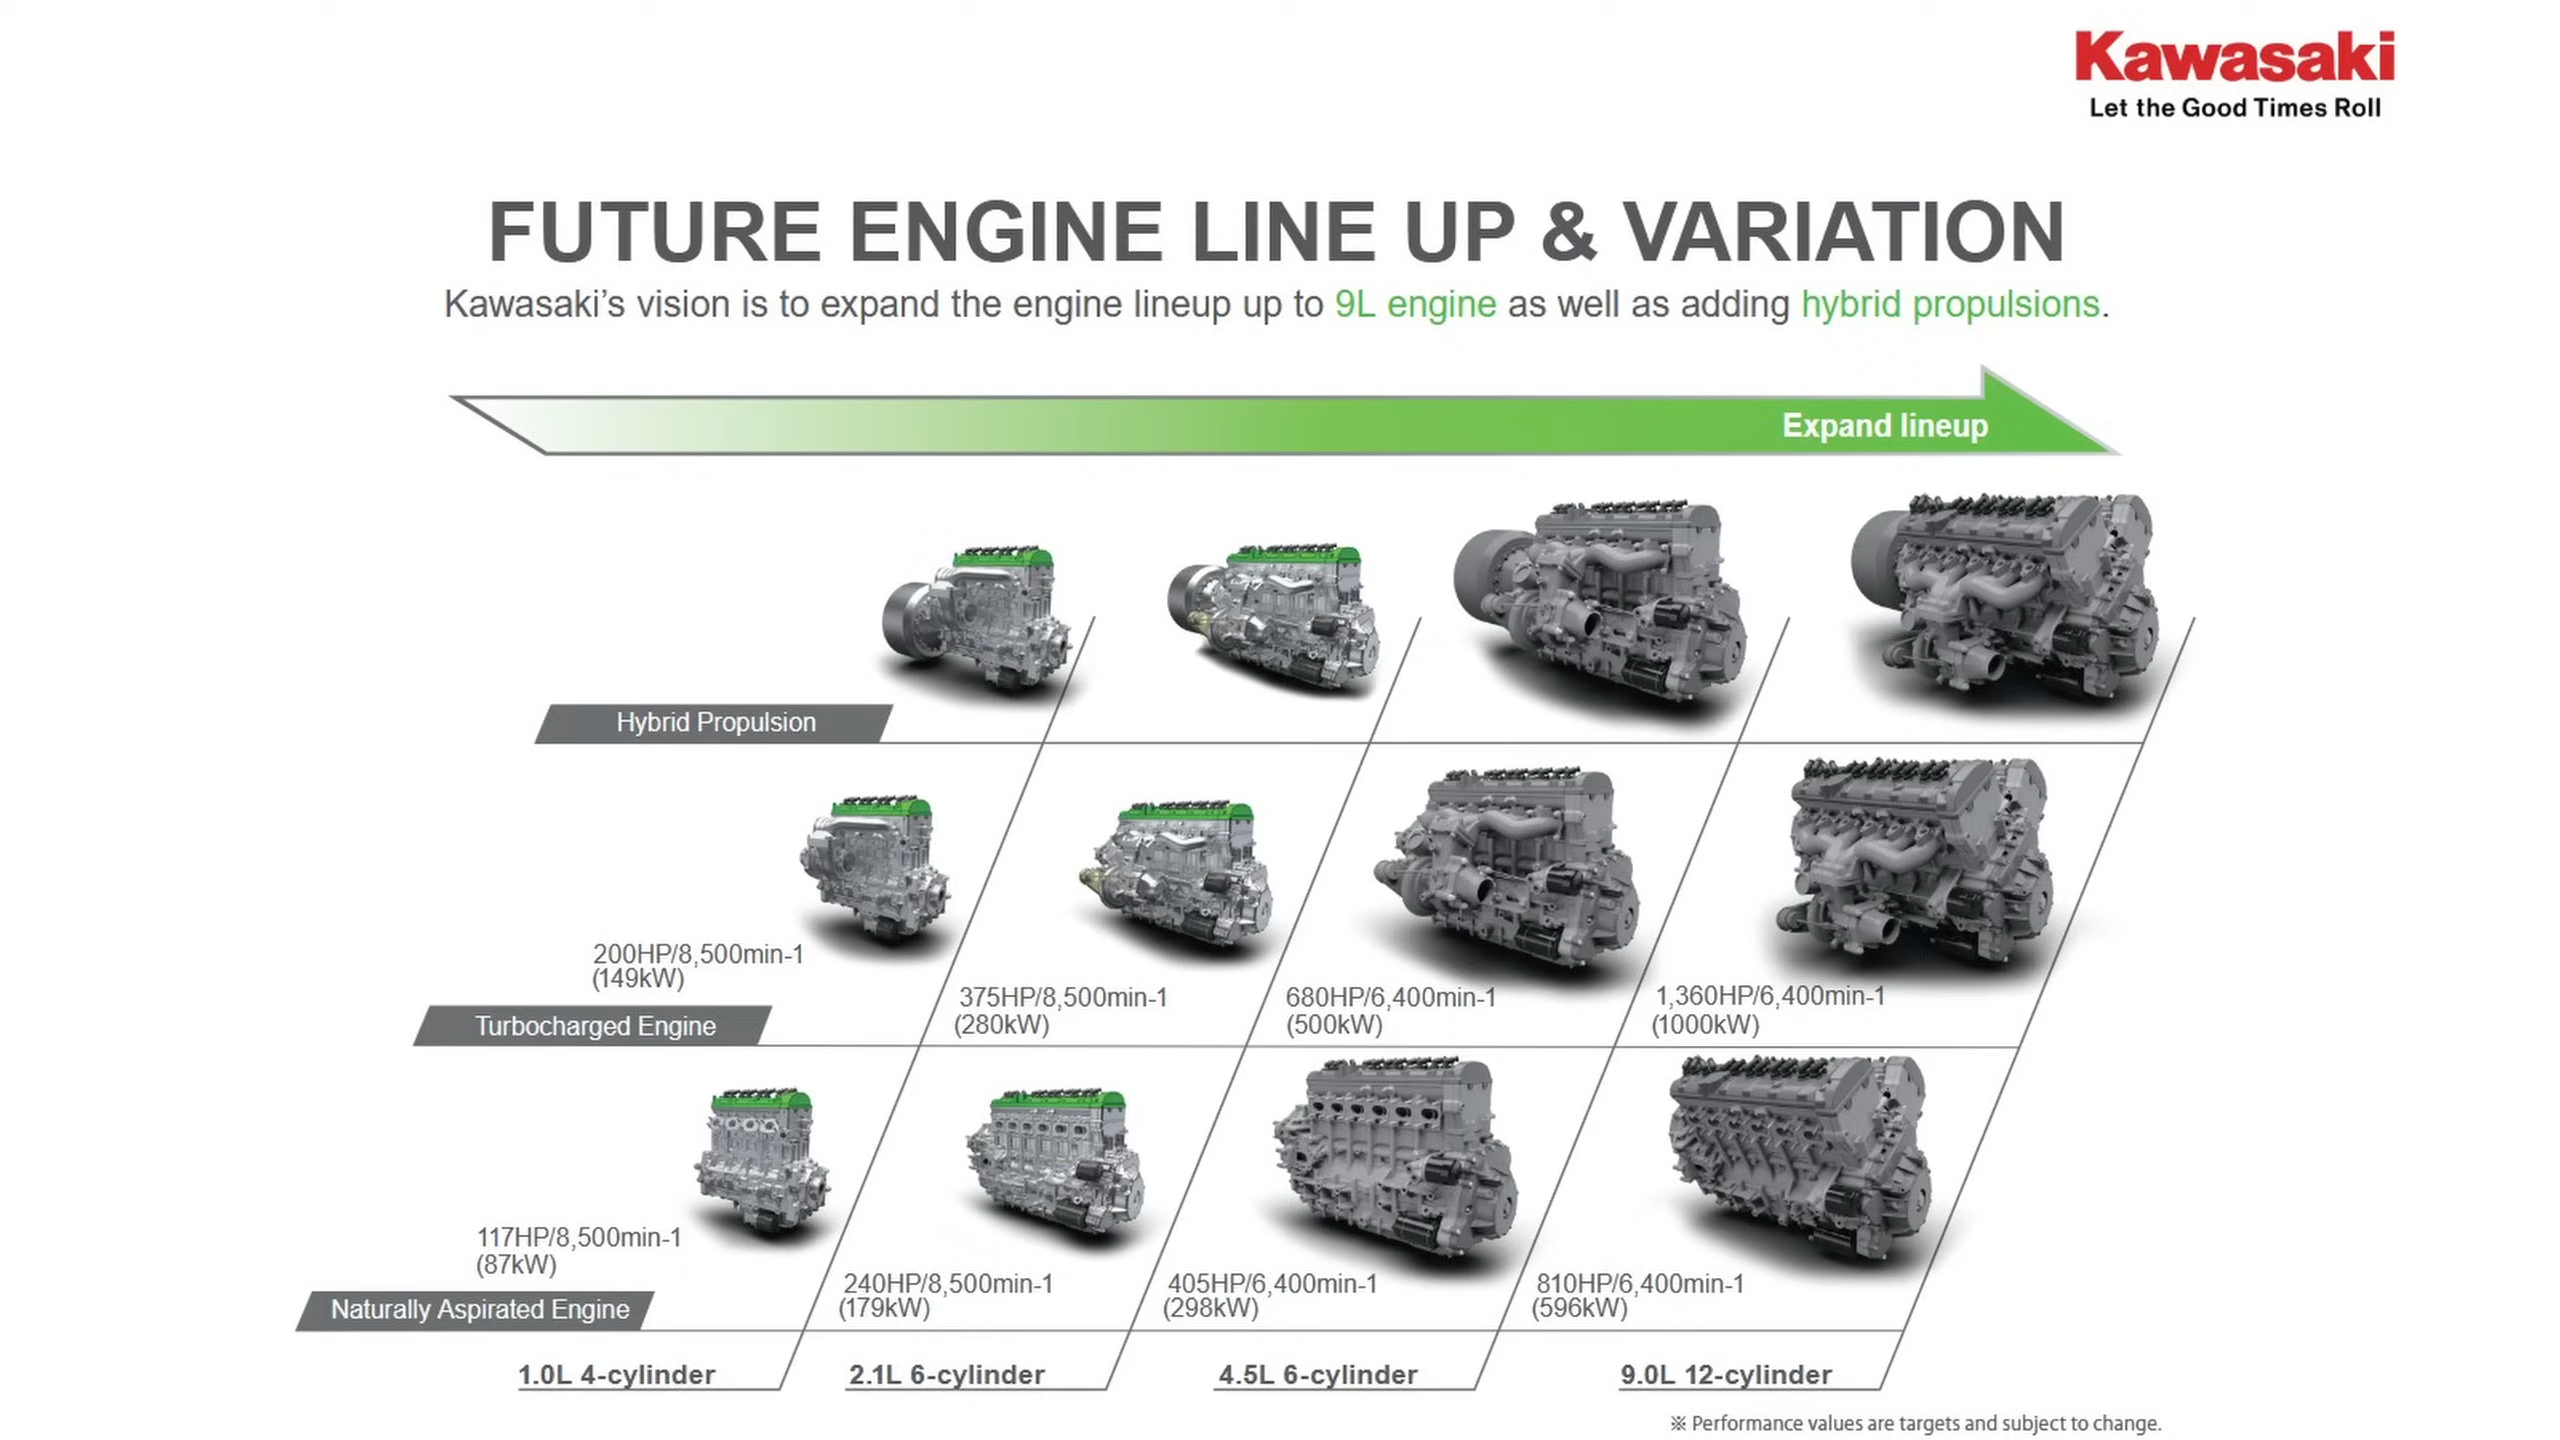 Kawasaki
Let the Good Times Roll
FUTURE ENGINE LINE UP & VARIATION
Kawasaki’s vision is to expand the engine lineup up to 9L engine as well as adding hybrid propulsions.
Expand lineup
Hybrid Propulsion
200HP/8,500min-1
(149kW)
375HP/8,500min-1
(280kW)
680HP/6,400min-1
(500kW)
1,360HP/6,400min-1
(1000kW)
Turbocharged Engine
117HP/8,500min-1
(87kW)
240HP/8,500min-1
(179kW)
405HP/6,400min-1
(298kW)
810HP/6,400min-1
(596kW)
Naturally Aspirated Engine
1.0L 4-cylinder
2.1L 6-cylinder
4.5L 6-cylinder
9.0L 12-cylinder
※ Performance values are targets and subject to change.